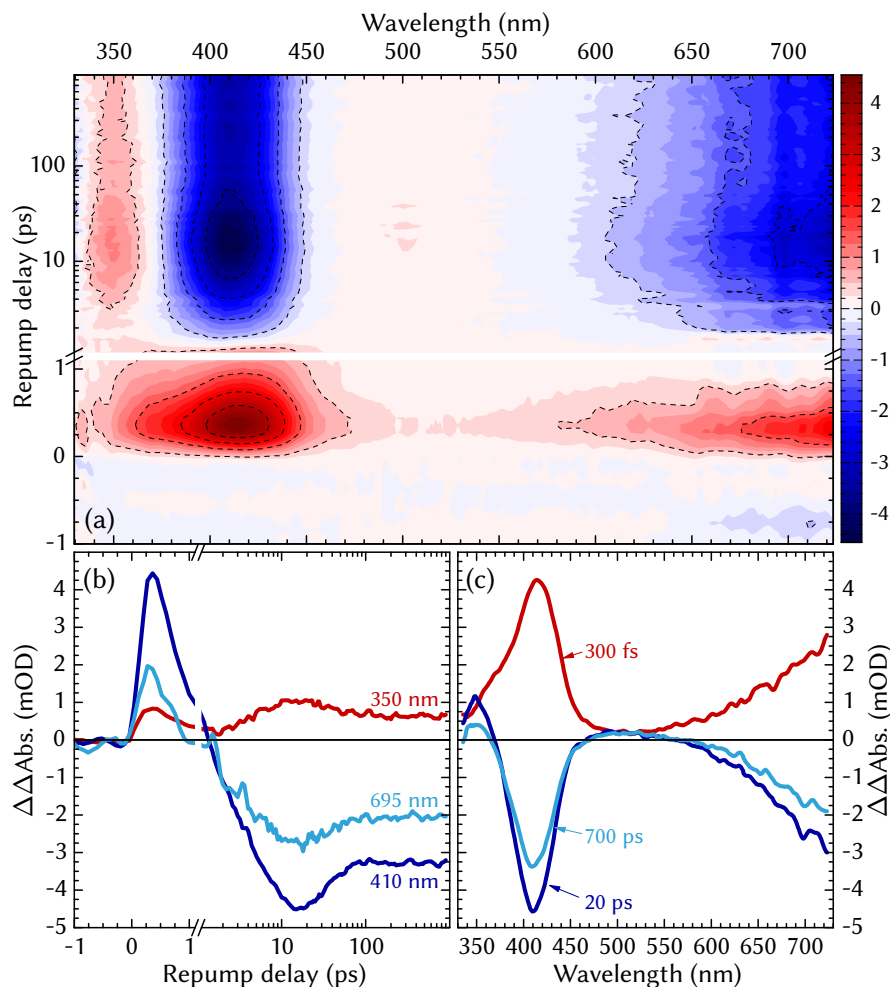 Wavelength (nm)
350 400 450 500 550 600 650 700
Repump delay (ps)
100
10
1
0
-1
(a)
4
3
2
1
0
-1
-2
-3
-4
(b)
(c)
ΔΔAbs. (mOD)
4
3
2
1
0
-1
-2
-3
-4
-5
350 nm
695 nm
410 nm
-1 0 1 10 100
Repump delay (ps)
300 fs
700 ps
20 ps
350 400 450 500 550 600 650 700
Wavelength (nm)
4
3
2
1
0
-1
-2
-3
-4
-5
ΔΔAbs. (mOD)